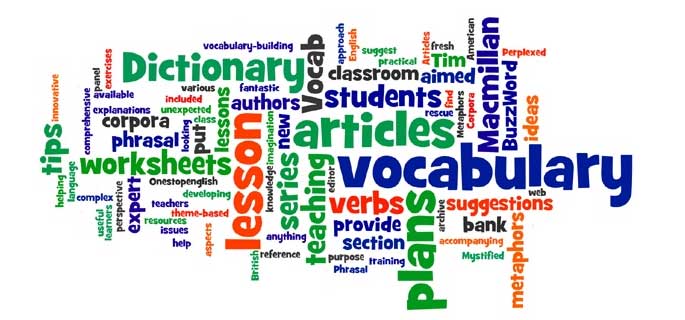 vocabulary-building
Dictionary
Vocab
approach
English
suggest
practical
Articles
fresh
Tim
American
Macmillan
Perplexed
BuzzWord
innovative
tips
panel
exercises
comprehensive
available
various
fantastic
classroom
aimed
explanations
included
authors
students
find
rescue
Metaphors
Corpora
ideas
corpora
unexpected
class
lessons
looking
put
phrasal
new
imagination
articles
helping
language
worksheets
lesson
series
teaching
vocabulary
complex
Onestopenglish
knowledge
editor
useful
learners
perspective
expert
developing
teachers
theme-based
resources
issues
help
aspects
British
anything
reference
verbs
provide
section
purpose
Phrasal
training
plans
archive
web
suggestions
bank
accompanying
Mystified
metaphors